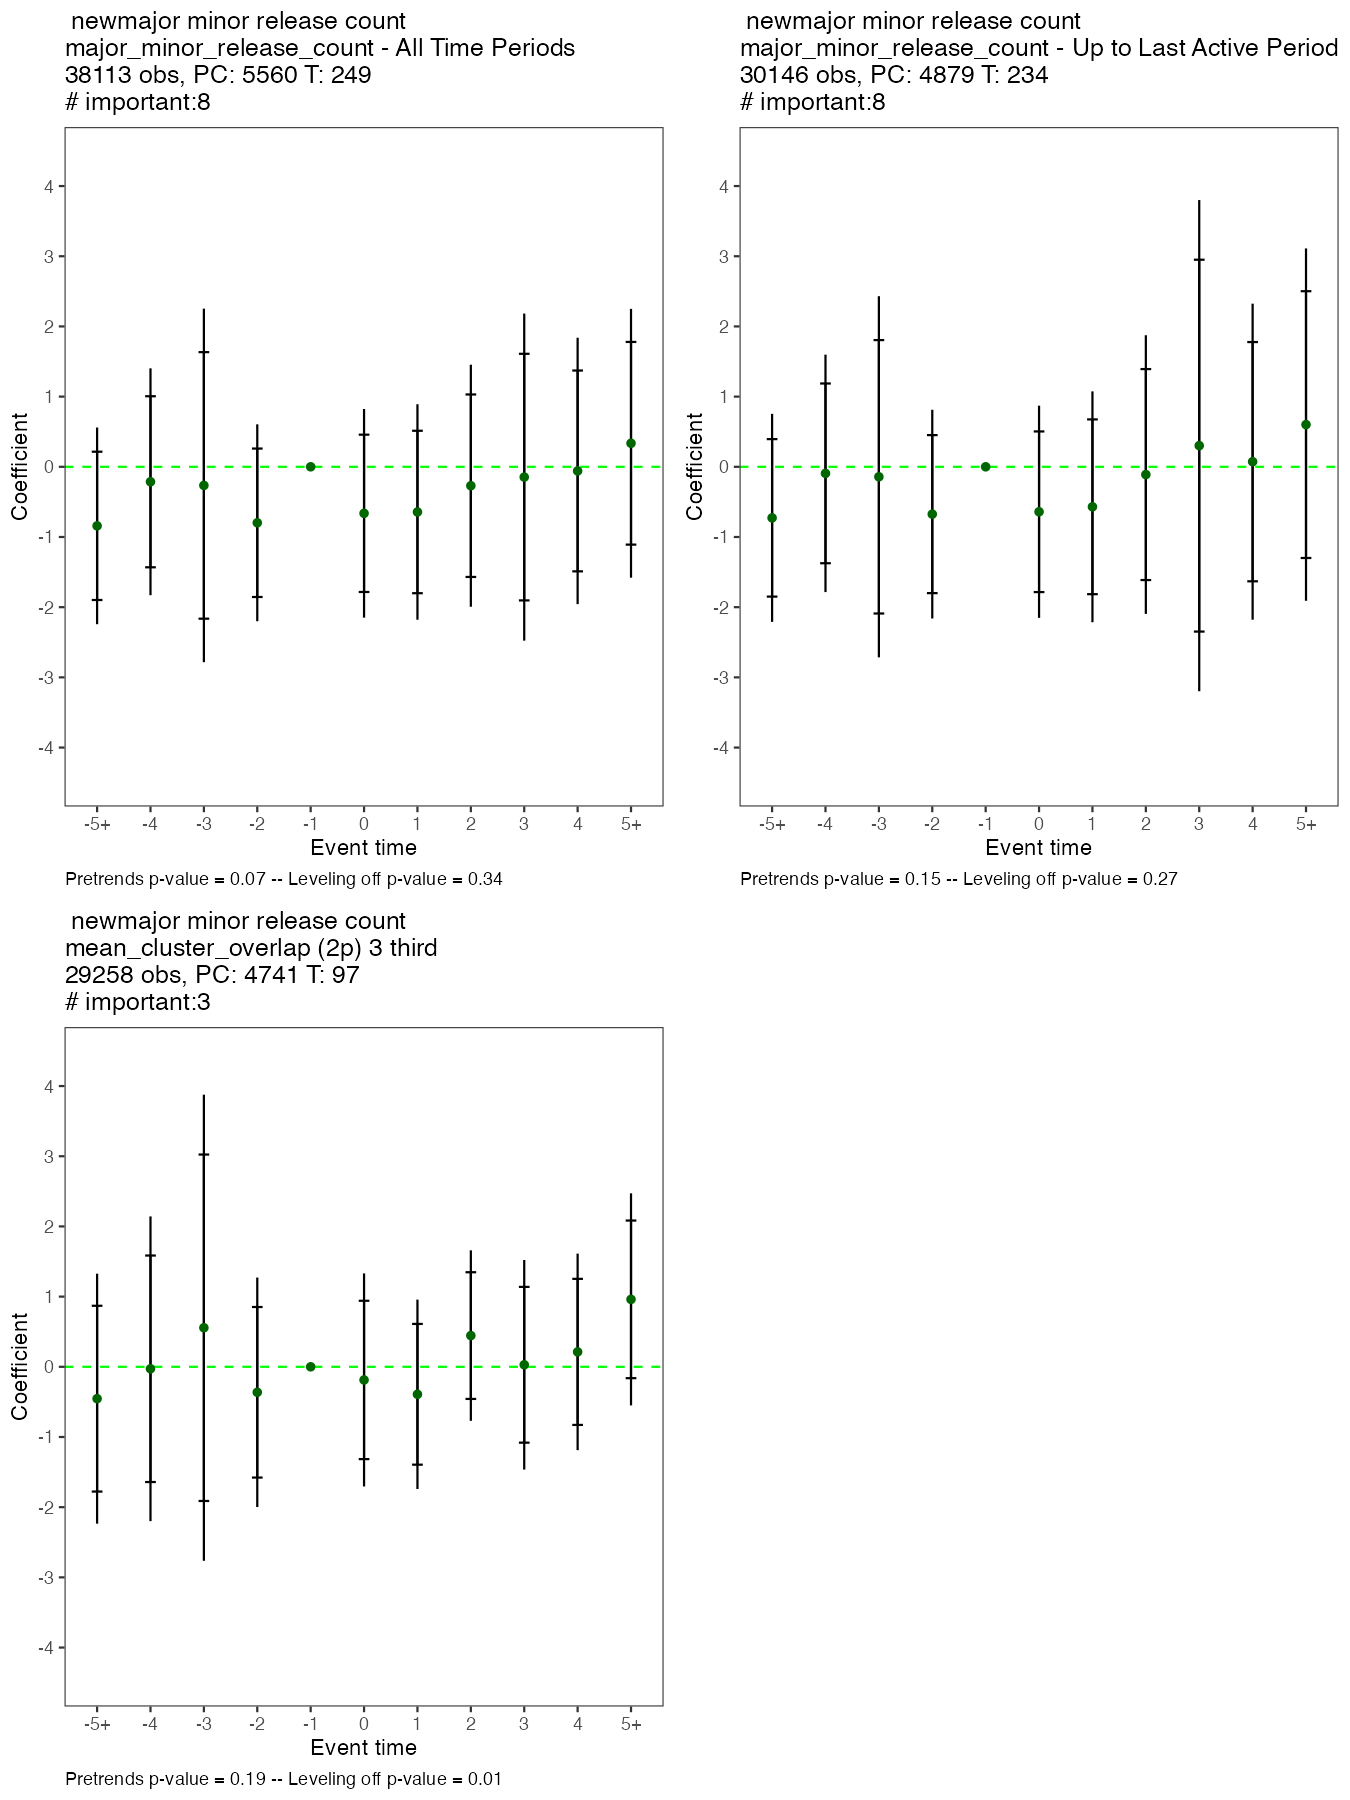 newmajor minor release count
major_minor_release_count - All Time Periods
38113 obs, PC: 5560 T: 249
# important:8
4
3
2
1
0
-1
-2
-3
-4
Coefficient
-5+ -4 -3 -2 -1 0 1 2 3 4 5+
Event time
Pretrends p-value = 0.07 -- Leveling off p-value = 0.34
newmajor minor release count
major_minor_release_count - Up to Last Active Period
30146 obs, PC: 4879 T: 234
# important:8
4
3
2
1
0
-1
-2
-3
-4
Coefficient
-5+ -4 -3 -2 -1 0 1 2 3 4 5+
Event time
Pretrends p-value = 0.15 -- Leveling off p-value = 0.27
newmajor minor release count
mean_cluster_overlap (2p) 3 third
29258 obs, PC: 4741 T: 97
# important:3
4
3
2
1
0
-1
-2
-3
-4
Coefficient
-5+ -4 -3 -2 -1 0 1 2 3 4 5+
Event time
Pretrends p-value = 0.19 -- Leveling off p-value = 0.01